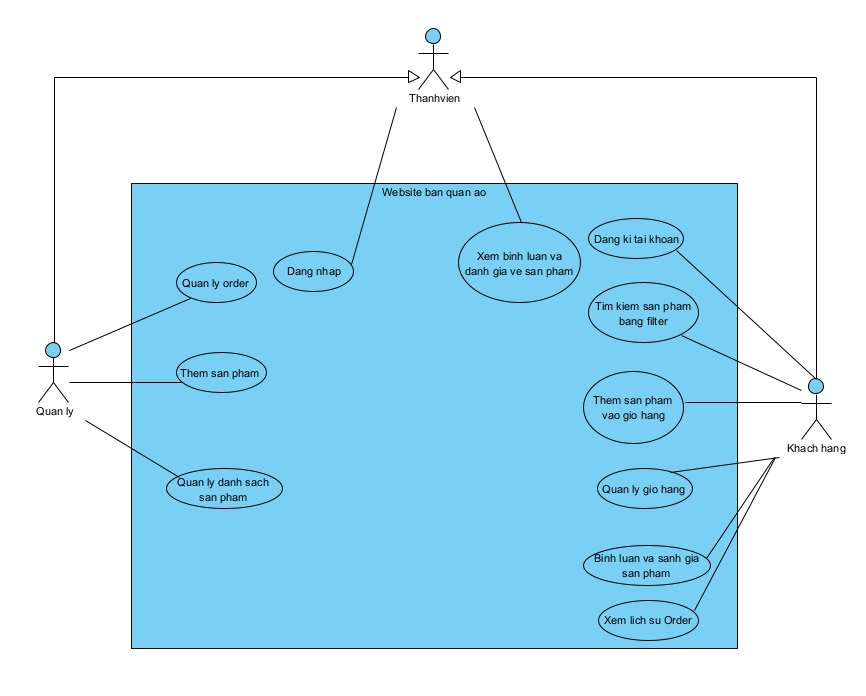 Thanhvien
Website ban quan ao
Dang nhap
Xem binh luan va
danh gia ve san pham
Dang ki tai khoan
Quan ly order
Tim kiem san pham
bang filter
Them san pham
Them san pham
vao gio hang
Quan ly
Khach hang
Quan ly danh sach
san pham
Quan ly gio hang
Binh luan va sanh gia
san pham
Xem lich su Order